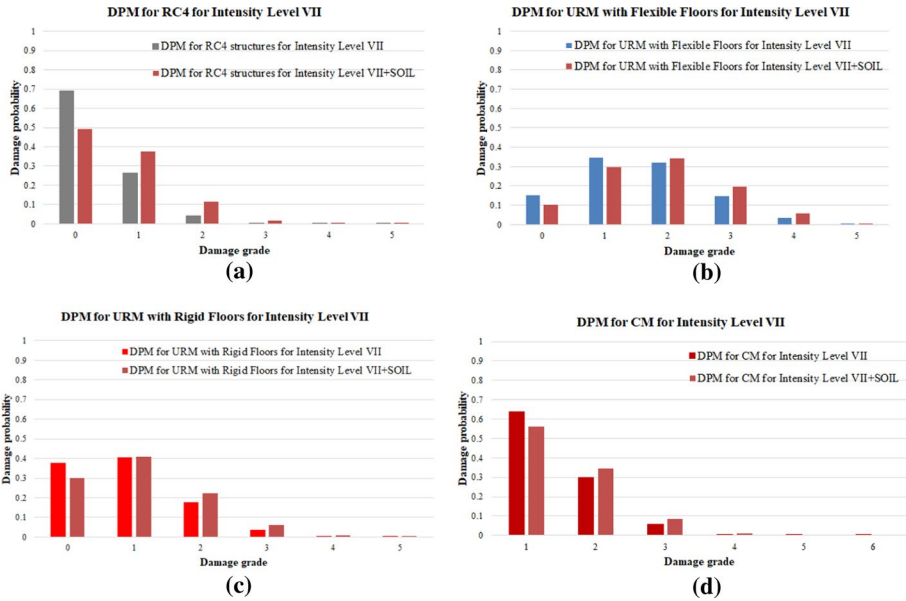 DPM for RC4 for Intensity Level VII
DPM for RC4 structures for Intensity Level VII
DPM for RC4 structures for Intensity Level VII+SOIL
Damage probability
1
0.9
0.8
0.7
0.6
0.5
0.4
0.3
0.2
0.1
0
0 1 2 3 4 5
Damage grade
(a)
DPM for URM with Flexible Floors for Intensity Level VII
DPM for URM with Flexible Floors for Intensity Level VII
DPM for URM with Flexible Floors for Intensity Level VII+SOIL
Damage probability
1
0.9
0.8
0.7
0.6
0.5
0.4
0.3
0.2
0.1
0
0 1 2 3 4 5
Damage grade
(b)
DPM for URM with Rigid Floors for Intensity Level VII
DPM for URM with Rigid Floors for Intensity Level VII
DPM for URM with Rigid Floors for Intensity Level VII+SOIL
Damage probability
1
0.9
0.8
0.7
0.6
0.5
0.4
0.3
0.2
0.1
0
0 1 2 3 4 5
Damage grade
(c)
DPM for CM for Intensity Level VII
DPM for CM for Intensity Level VII
DPM for CM for Intensity Level VII+SOIL
Damage probability
1
0.9
0.8
0.7
0.6
0.5
0.4
0.3
0.2
0.1
0
1 2 3 4 5 6
Damage grade
(d)